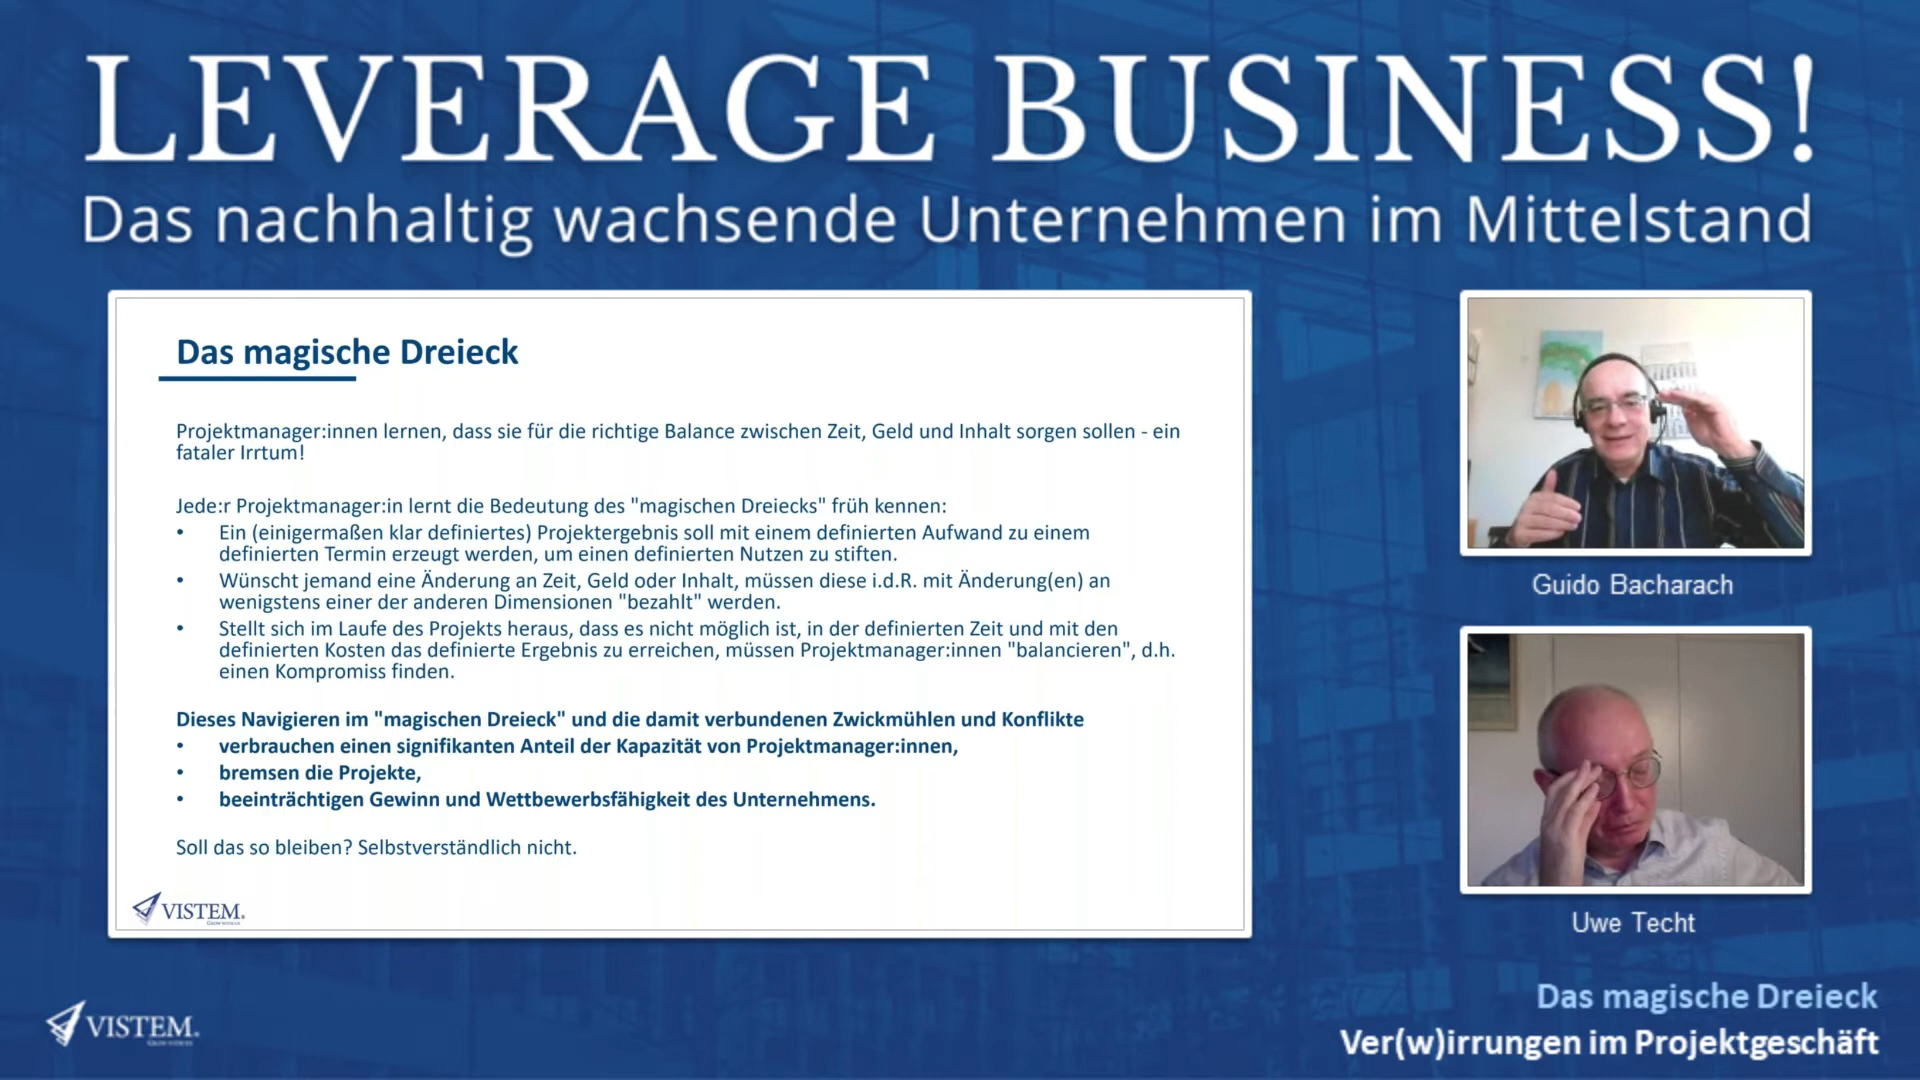 LEVERAGE BUSINESS!
Das nachhaltig wachsende Unternehmen im Mittelstand
Das magische Dreieck
Projektmanager:innen lernen, dass sie für die richtige Balance zwischen Zeit, Geld und Inhalt sorgen sollen - ein
fataler Irrtum!
Jede:r Projektmanager:in lernt die Bedeutung des "magischen Dreiecks" früh kennen:
• Ein (einigermaßen klar definiertes) Projektergebnis soll mit einem definierten Aufwand zu einem
definierten Termin erzeugt werden, um einen definierten Nutzen zu stiften.
• Wünscht jemand eine Änderung an Zeit, Geld oder Inhalt, müssen diese i.d.R. mit Änderung(en) an
wenigstens einer der anderen Dimensionen "bezahlt" werden.
• Stellt sich im Laufe des Projekts heraus, dass es nicht möglich ist, in der definierten Zeit und mit den
definierten Kosten das definierte Ergebnis zu erreichen, müssen Projektmanager:innen "balancieren", d.h.
einen Kompromiss finden.
Dieses Navigieren im "magischen Dreieck" und die damit verbundenen Zwickmühlen und Konflikte
• verbrauchen einen signifikanten Anteil der Kapazität von Projektmanager:innen,
• bremsen die Projekte,
• beeinträchtigen Gewinn und Wettbewerbsfähigkeit des Unternehmens.
Soll das so bleiben? Selbstverständlich nicht.
VISTEM.
Guido Bacharach
Uwe Techt
VISTEM.
Das magische Dreieck
Ver(w)irrungen im Projektgeschäft